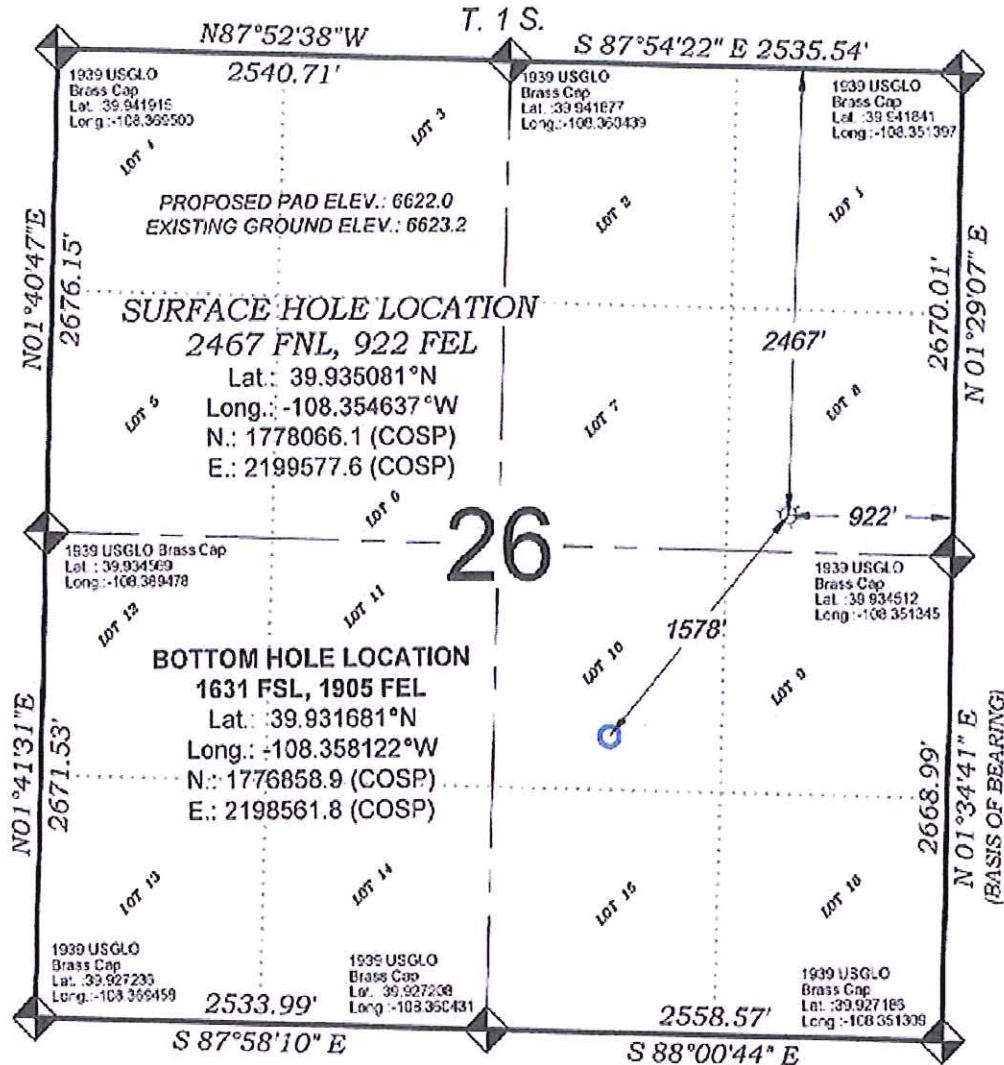 T. 1 S.
N87°52'38"W
2540.71'
S 87°54'22" E 2535.54'
1939 USGLO
Brass Cap
Lat. :39.941915
Long.:-108.369500
1939 USGLO
Brass Cap
Lat. :39.941877
Long.:-108.360439
1939 USGLO
Brass Cap
Lat. :39.941841
Long.:-108.351397
LOT 4
LOT 3
LOT 2
LOT 1
PROPOSED PAD ELEV.: 6622.0
EXISTING GROUND ELEV.: 6623.2
N01°40'47"E
2676.15'
2670.01'
N 01°29'07" E
SURFACE HOLE LOCATION
2467 FNL, 922 FEL
Lat.: 39.935081°N
Long.: -108.354637°W
N.: 1778066.1 (COSP)
E.: 2199577.6 (COSP)
2467'
LOT 5
LOT 6
LOT 7
LOT 8
26
922'
1939 USGLO Brass Cap
Lat. : 39.934569
Long.:-108.369478
1939 USGLO
Brass Cap
Lat. :39.934512
Long.:-108.351345
LOT 12
LOT 11
LOT 10
LOT 9
1578'
BOTTOM HOLE LOCATION
1631 FSL, 1905 FEL
Lat.: 39.931681°N
Long.: -108.358122°W
N.: 1776858.9 (COSP)
E.: 2198561.8 (COSP)
N01°41'31"E
2671.53'
2668.99'
N 01°34'41" E
(BASIS OF BEARING)
LOT 13
LOT 14
LOT 15
LOT 16
1939 USGLO
Brass Cap
Lat. :39.927236
Long.:-108.369459
1939 USGLO
Brass Cap
Lat. 39.927208
Long :-108.360431
1939 USGLO
Brass Cap
Lat. :39.927186
Long :-108.351309
2533.99'
S 87°58'10" E
2558.57'
S 88°00'44" E